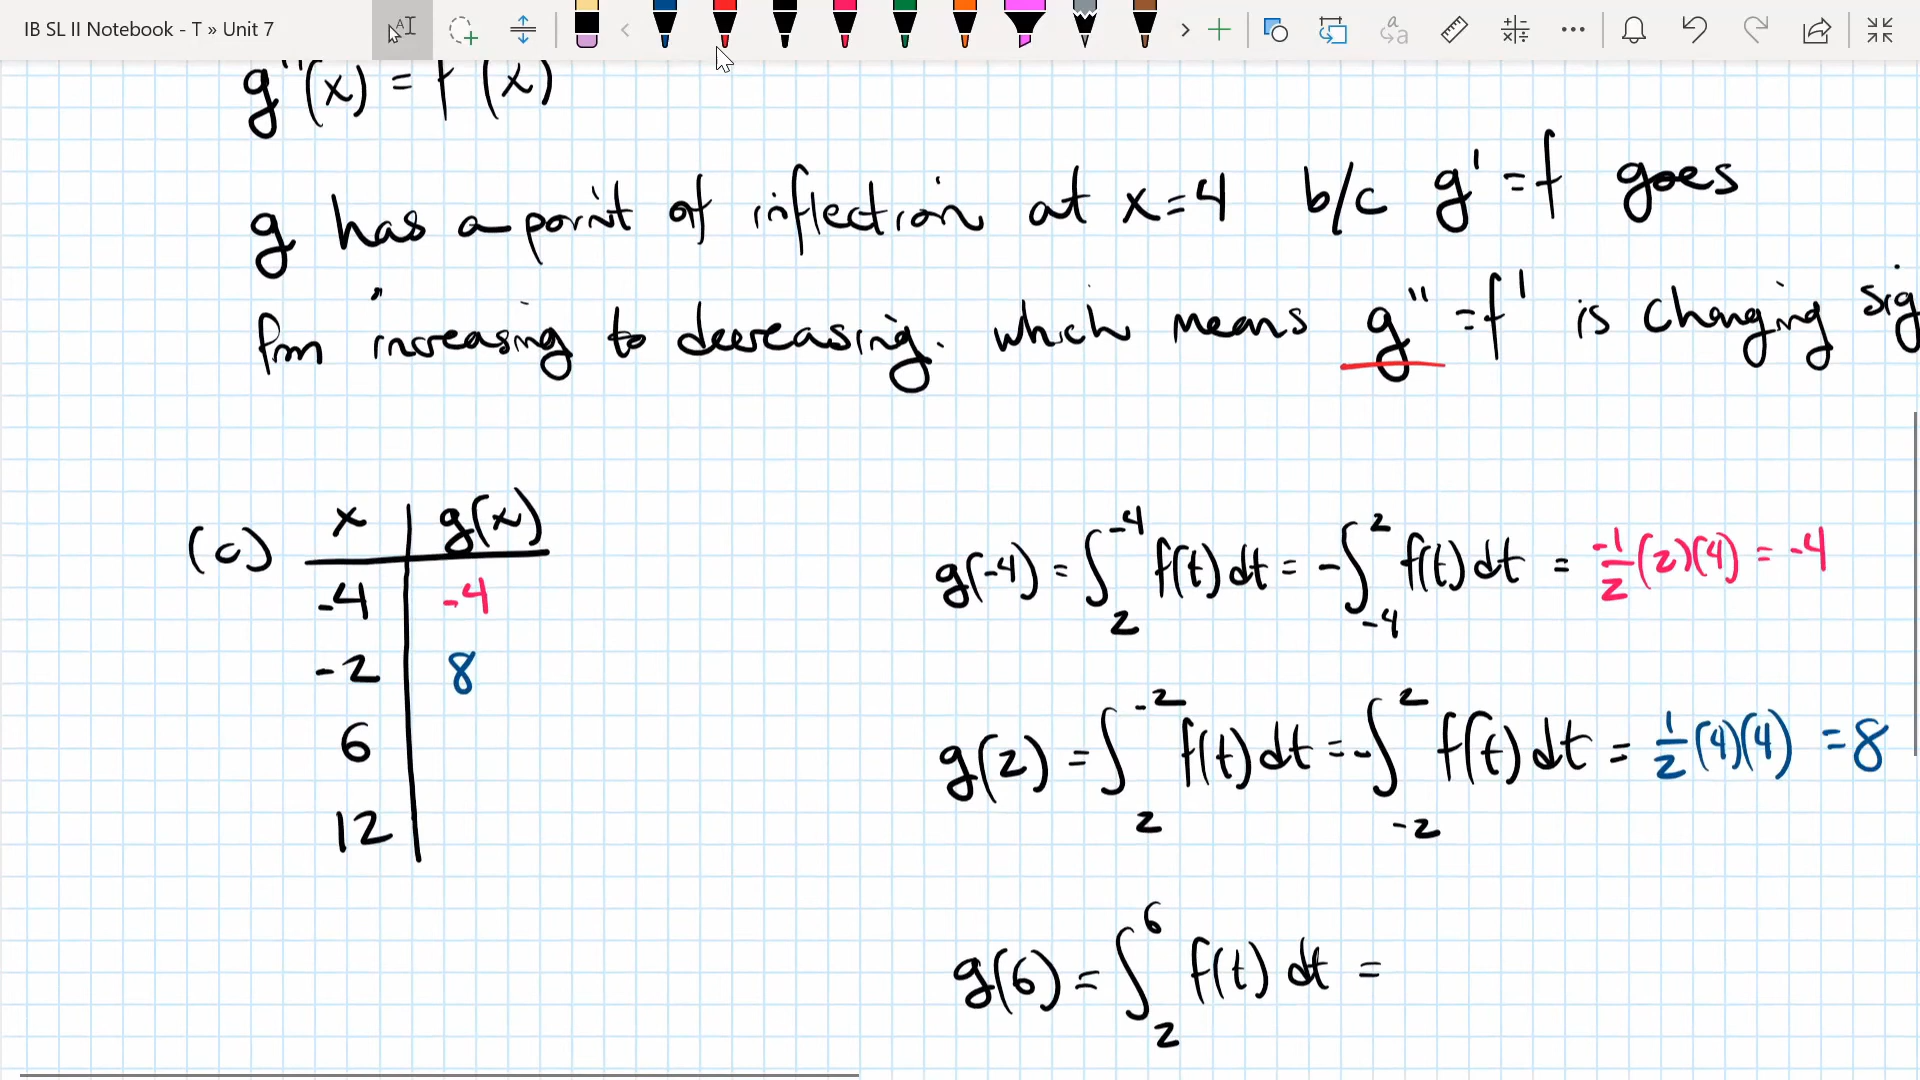 IB SL II Notebook - T » Unit 7
g"(x) = f'(x)
g has a point of inflection at x=4 b/c g' = f goes
from increasing to decreasing. which means g" = f' is changing sig
(c) x | g(x)
-4 | -4
-2 | 8
6
12
g(-4) = ∫_2^{-4} f(t) dt = -∫_{-4}^2 f(t) dt = -1/2 (2)(4) = -4
g(2) = ∫_2^{-2} f(t) dt = -∫_{-2}^2 f(t) dt = 1/2 (4)(4) = 8
g(6) = ∫_2^6 f(t) dt =